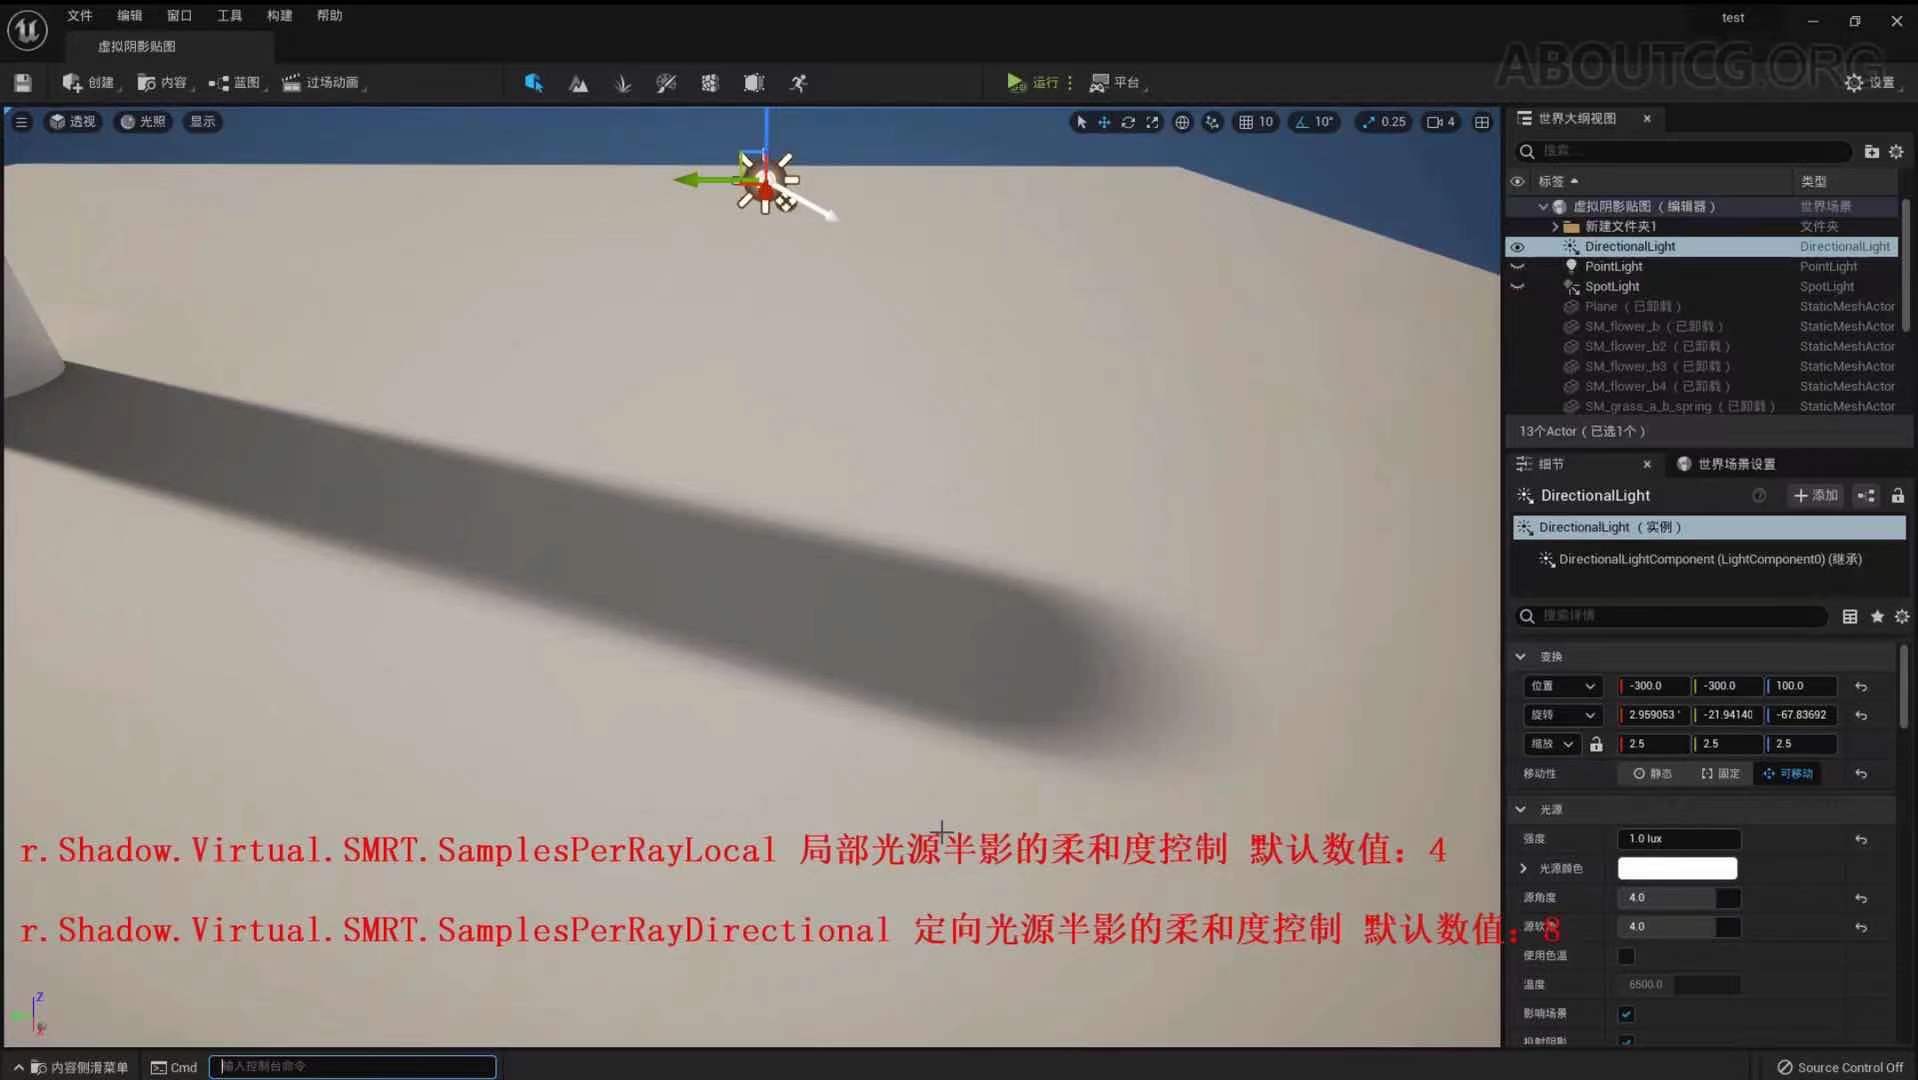 文件 编辑 窗口 工具 构建 帮助
test
虚拟阴影贴图
ABOUTCG.ORG
创建 内容 蓝图 过场动画 运行 平台 设置
透视 光照 显示 10 10° 0.25 4
世界大纲视图
搜索...
标签 类型
虚拟阴影贴图（编辑器） 世界场景
新建文件夹1 文件夹
DirectionalLight DirectionalLight
PointLight PointLight
SpotLight SpotLight
Plane（已卸载） StaticMeshActor
SM_flower_b（已卸载） StaticMeshActor
SM_flower_b2（已卸载） StaticMeshActor
SM_flower_b3（已卸载） StaticMeshActor
SM_flower_b4（已卸载） StaticMeshActor
SM_grass_a_b_spring（已卸载） StaticMeshActor
13个Actor（已选1个）
细节 世界场景设置
DirectionalLight 添加
DirectionalLight（实例）
DirectionalLightComponent (LightComponent0) (继承)
搜索详情
变换
位置 -300.0 -300.0 100.0
旋转 2.959053° -21.94140 -67.83692
缩放 2.5 2.5 2.5
移动性 静态 固定 可移动
光源
强度 1.0 lux
光源颜色
源角度 4.0
4.0
使用色温
温度 6500.0
影响场景
投射阴影
r.Shadow.Virtual.SMRT.SamplesPerRayLocal 局部光源半影的柔和度控制 默认数值：4
r.Shadow.Virtual.SMRT.SamplesPerRayDirectional 定向光源半影的柔和度控制 默认数值：8
Z
内容侧滑菜单 Cmd 输入控制台命令 Source Control Off